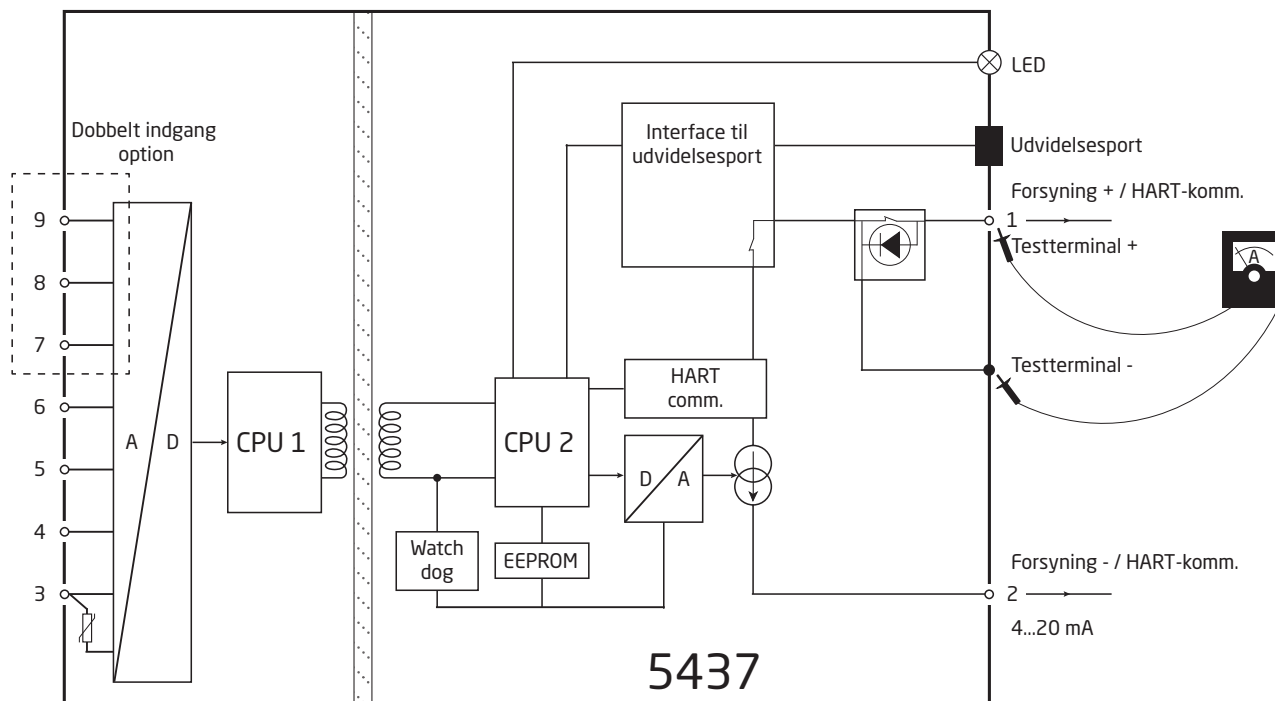 LED
Dobbelt indgang
option
Interface til
udvidelsesport
Udvidelsesport
Forsyning + / HART-komm.
9
1
Testterminal +
A
8
7
Testterminal -
HART
comm.
6
A
D
CPU 1
CPU 2
5
D
A
4
Watch
dog
EEPROM
Forsyning - / HART-komm.
3
2
4...20 mA
5437